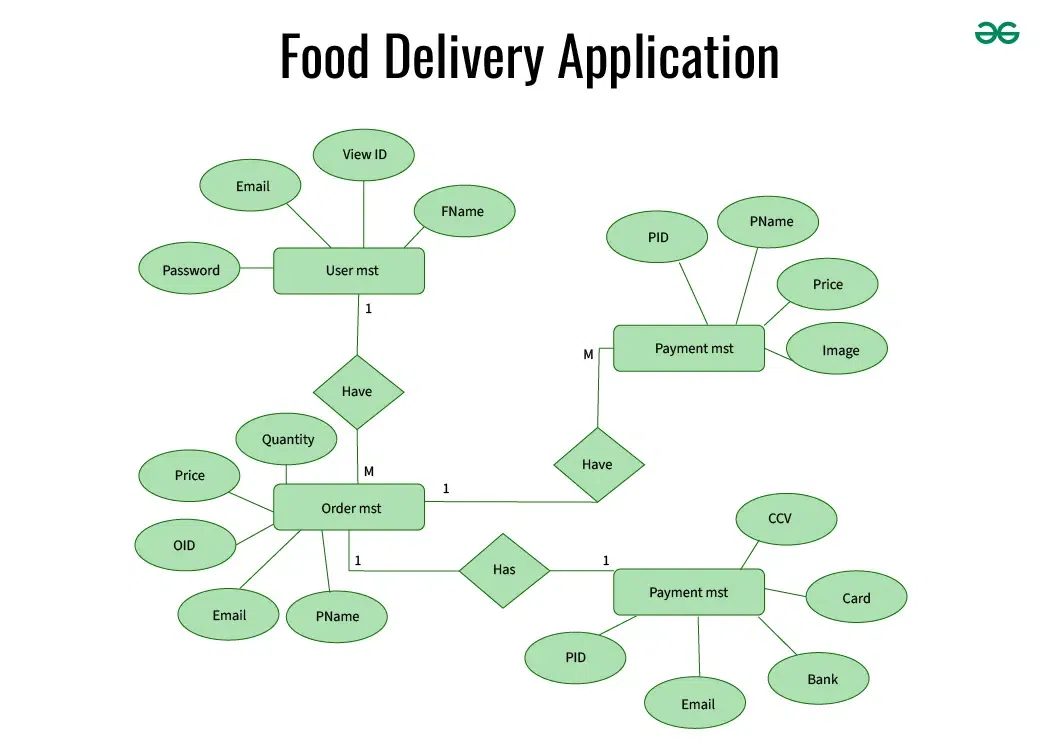 Food Delivery Application
View ID
Email
FName
Password
User mst
1
Have
M
PID
PName
Price
Image
Payment mst
M
Have
1
Quantity
Price
OID
Email
PName
Order mst
1
Has
1
Payment mst
CCV
Card
Bank
Email
PID